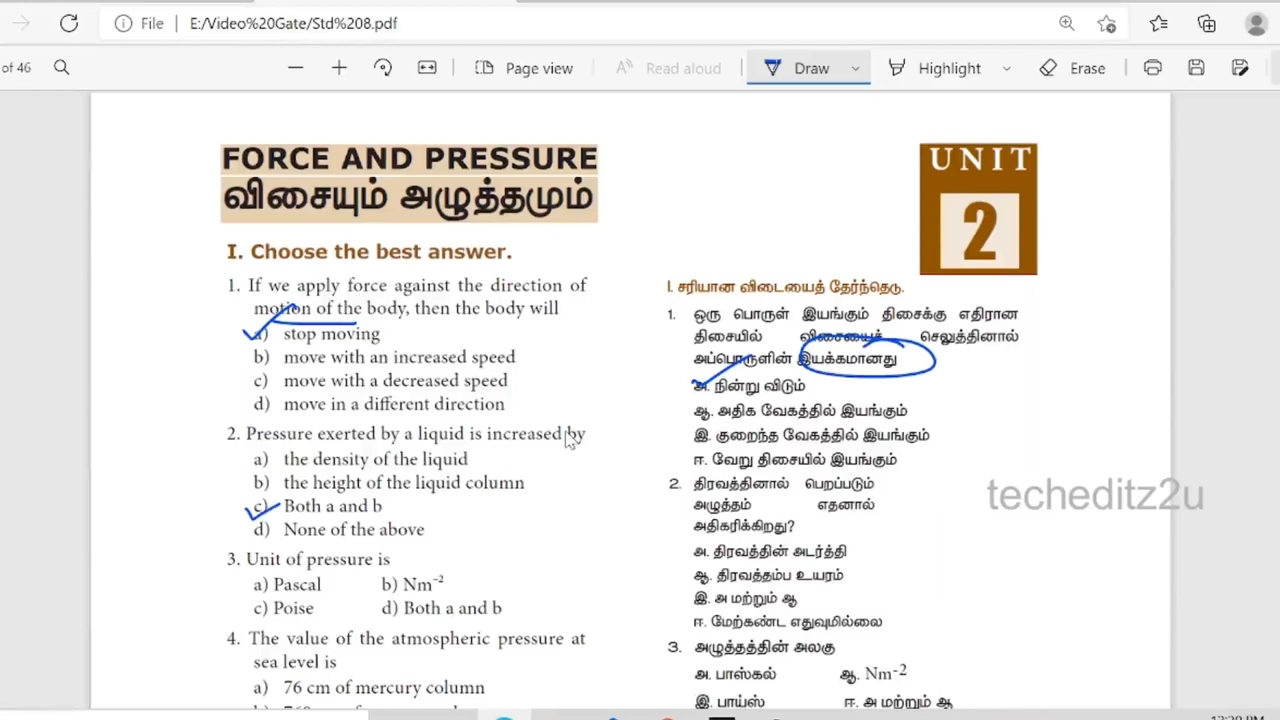 File
E:/Video%20Gate/Std%208.pdf
of 46
Page view
Read aloud
Draw
Highlight
Erase
FORCE AND PRESSURE
விசையும் அழுத்தமும்
UNIT
2
I. Choose the best answer.
1. If we apply force against the direction of
motion of the body, then the body will
a) stop moving
b) move with an increased speed
c) move with a decreased speed
d) move in a different direction
2. Pressure exerted by a liquid is increased by
a) the density of the liquid
b) the height of the liquid column
c) Both a and b
d) None of the above
3. Unit of pressure is
a) Pascal b) Nm⁻²
c) Poise d) Both a and b
4. The value of the atmospheric pressure at
sea level is
a) 76 cm of mercury column
I. சரியான விடையைத் தேர்ந்தெடு.
1. ஒரு பொருள் இயங்கும் திசைக்கு எதிரான
திசையில் விசையைச் செலுத்தினால்
அப்பொருளின் இயக்கமானது
அ. நின்று விடும்
ஆ. அதிக வேகத்தில் இயங்கும்
இ. குறைந்த வேகத்தில் இயங்கும்
ஈ. வேறு திசையில் இயங்கும்
2. திரவத்தினால் பெறப்படும்
அழுத்தம் எதனால்
அதிகரிக்கிறது?
அ. திரவத்தின் அடர்த்தி
ஆ. திரவத்தம்ப உயரம்
இ. அ மற்றும் ஆ
ஈ. மேற்கண்ட எதுவுமில்லை
3. அழுத்தத்தின் அலகு
அ. பாஸ்கல் ஆ. Nm⁻²
இ. பாய்ஸ் ஈ. அ மற்றும் ஆ
techeditz2u